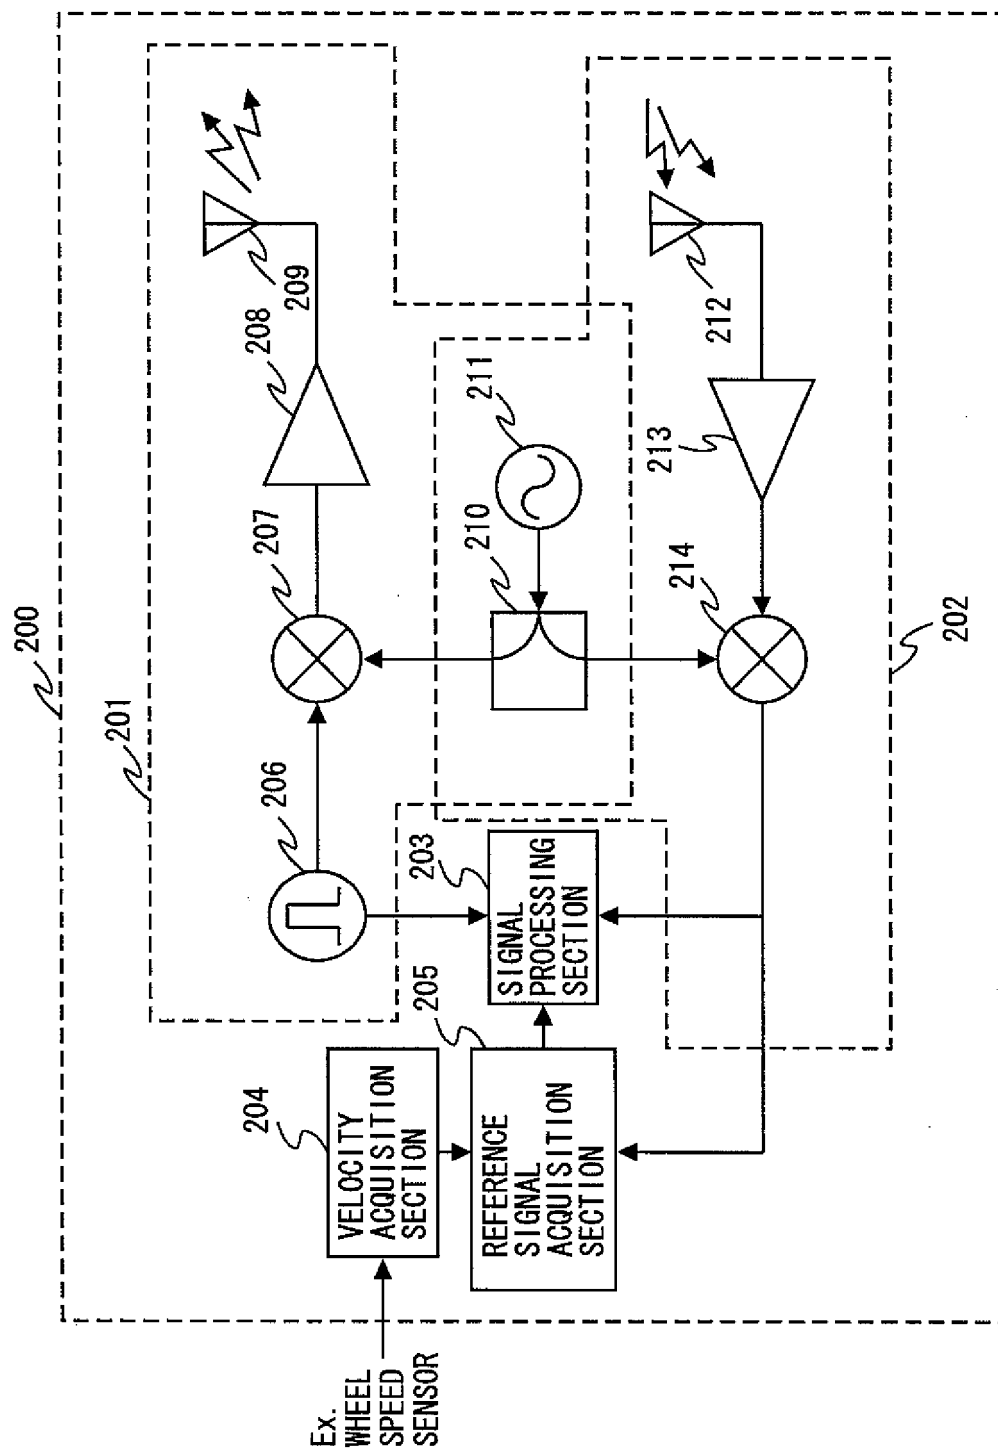 200
201
206
207
208
209
204
VELOCITY
ACQUISITION
SECTION
205
203
210
211
REFERENCE
SIGNAL
ACQUISITION
SECTION
SIGNAL
PROCESSING
SECTION
214
213
212
202
Ex.
WHEEL
SPEED
SENSOR